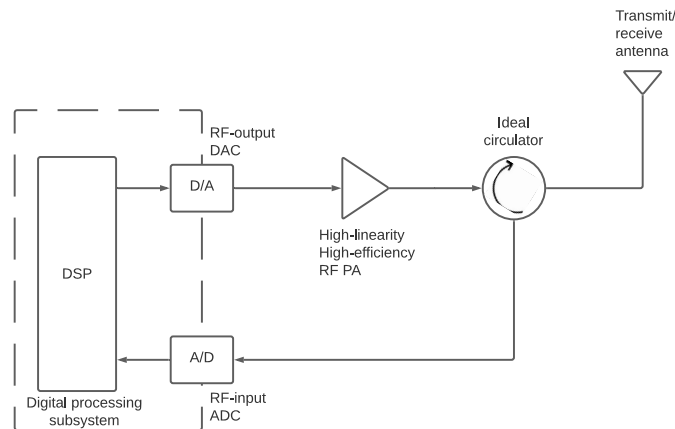 Transmit/
receive
antenna
RF-output
DAC
Ideal
circulator
D/A
High-linearity
High-efficiency
RF PA
DSP
A/D
Digital processing
subsystem
RF-input
ADC